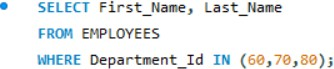 SELECT First_Name, Last_Name
FROM EMPLOYEES
WHERE Department_Id IN (60,70,80);